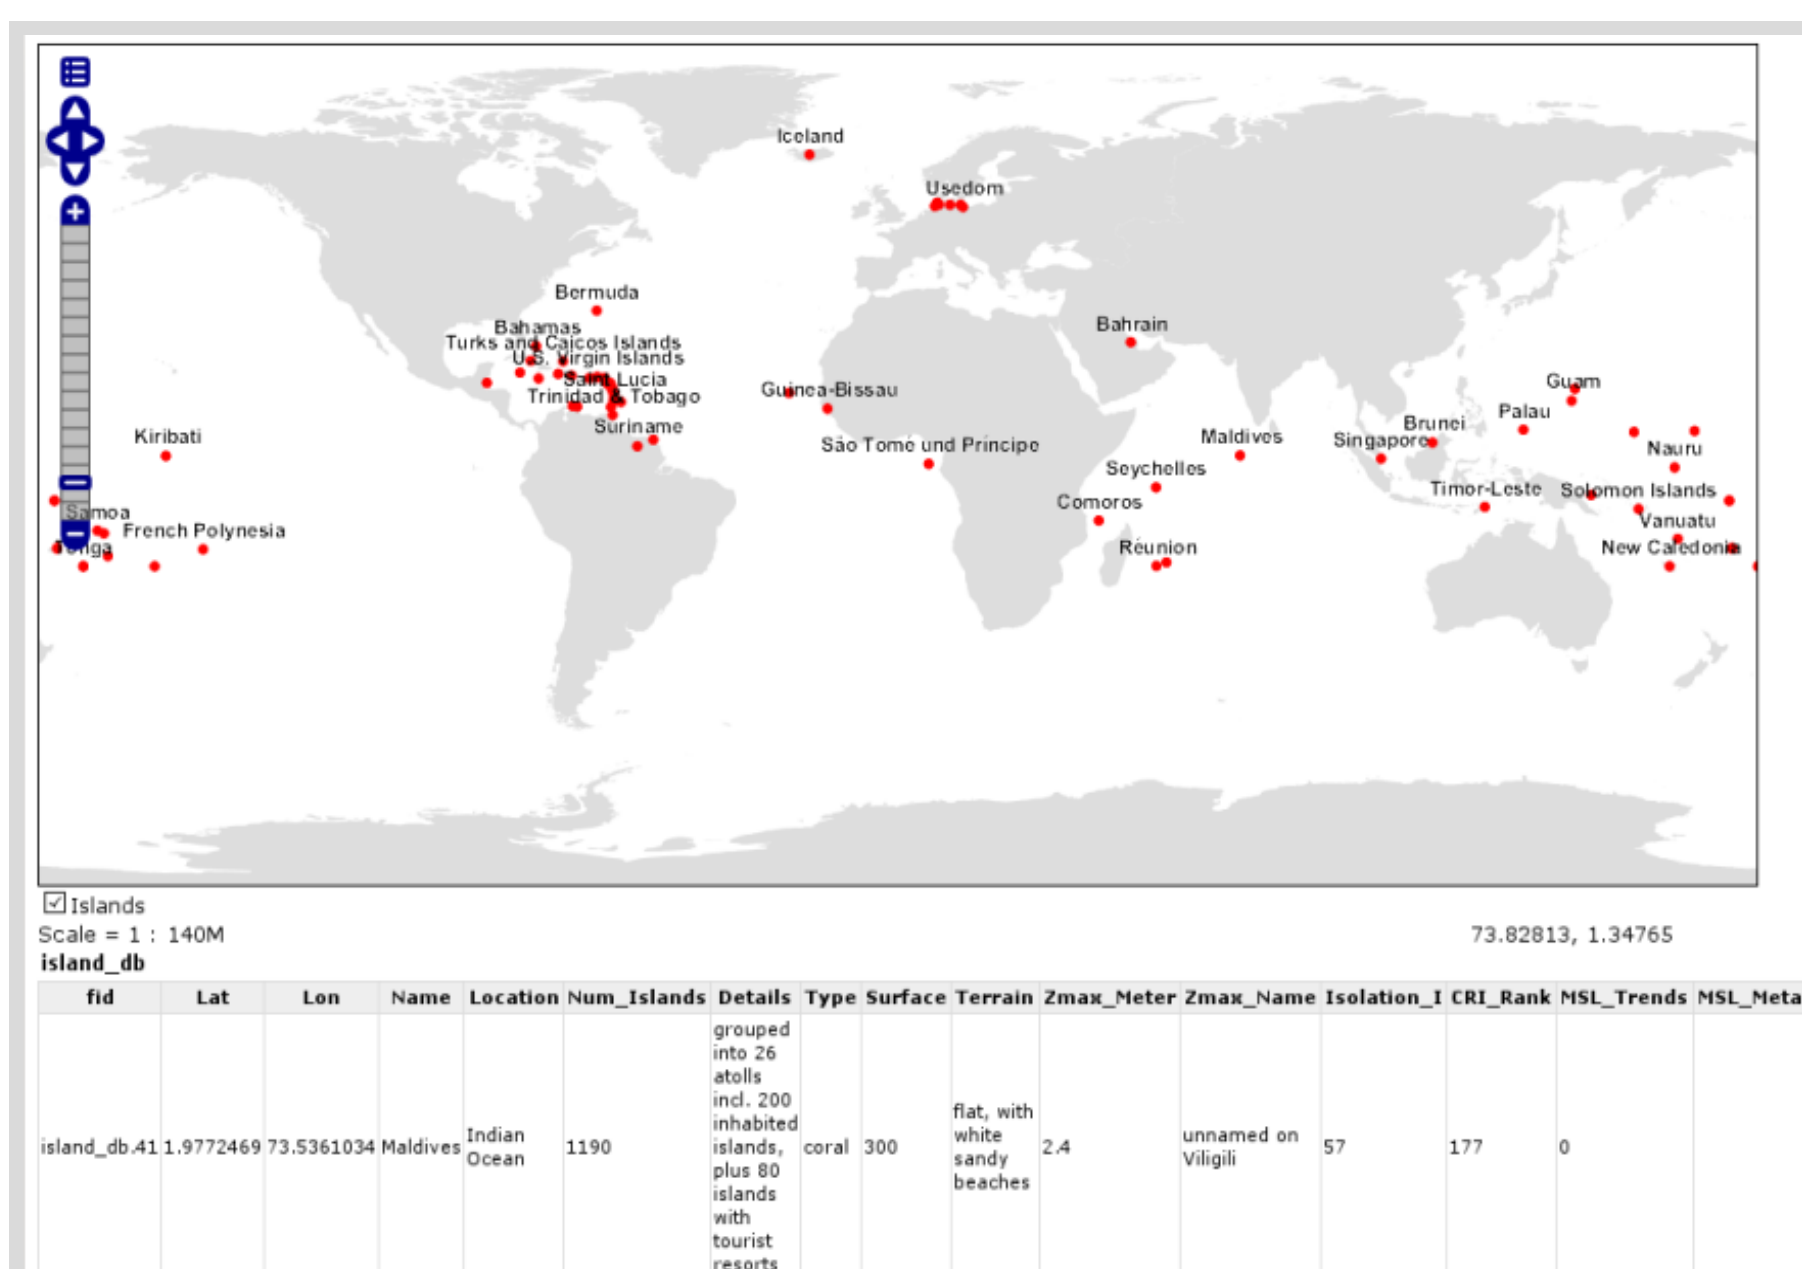 Iceland
Usedom
Bermuda
Bahamas
Bahrain
Turks and Caicos Islands
U.S. Virgin Islands
Saint Lucia
Guam
Guinea-Bissau
Trinidad & Tobago
Palau
Suriname
Brunei
Kiribati
Maldives
Singapore
São Tomé und Príncipe
Nauru
Seychelles
Timor-Leste
Solomon Islands
Comoros
Samoa
Vanuatu
French Polynesia
Tonga
Réunion
New Caledonia
Islands
Scale = 1 : 140M
73.82813, 1.34765
island_db
fid Lat Lon Name Location Num_Islands Details Type Surface Terrain Zmax_Meter Zmax_Name Isolation_I CRI_Rank MSL_Trends MSL_Meta
island_db.41 1.9772469 73.5361034 Maldives
Indian
Ocean
1190
grouped
into 26
atolls
incl. 200
inhabited
islands,
plus 80
islands
with
tourist
resorts
coral
300
flat, with
white
sandy
beaches
2.4
unnamed on
Viligili
57
177
0